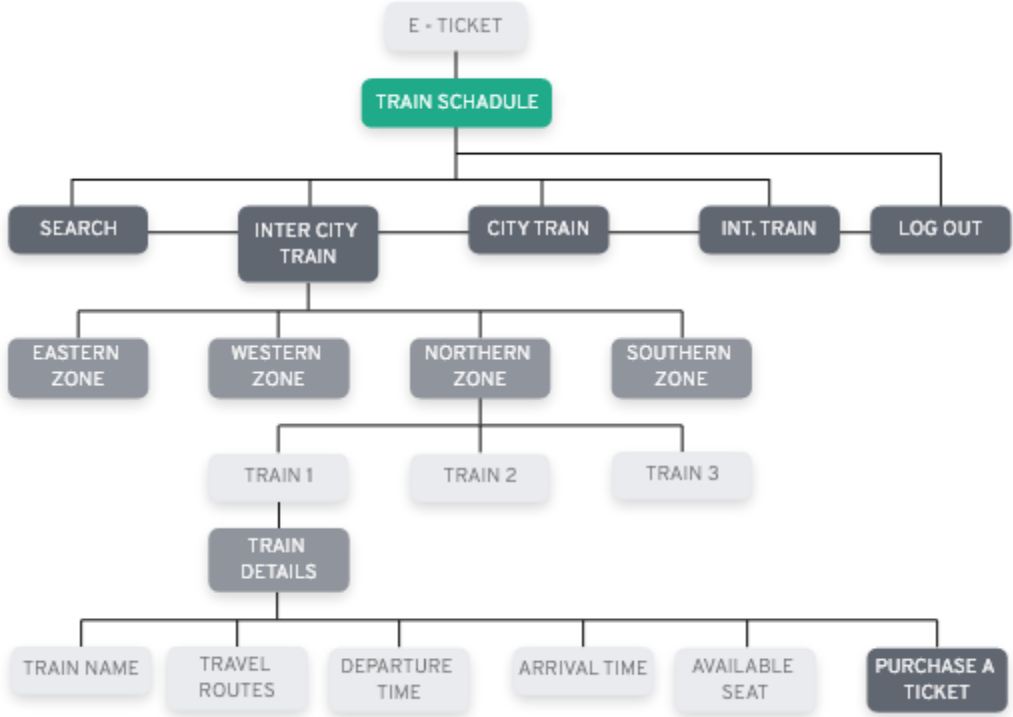 E - TICKET
TRAIN SCHADULE
SEARCH
INTER CITY
TRAIN
CITY TRAIN
INT. TRAIN
LOG OUT
EASTERN
ZONE
WESTERN
ZONE
NORTHERN
ZONE
SOUTHERN
ZONE
TRAIN 1
TRAIN 2
TRAIN 3
TRAIN
DETAILS
TRAIN NAME
TRAVEL
ROUTES
DEPARTURE
TIME
ARRIVAL TIME
AVAILABLE
SEAT
PURCHASE A
TICKET